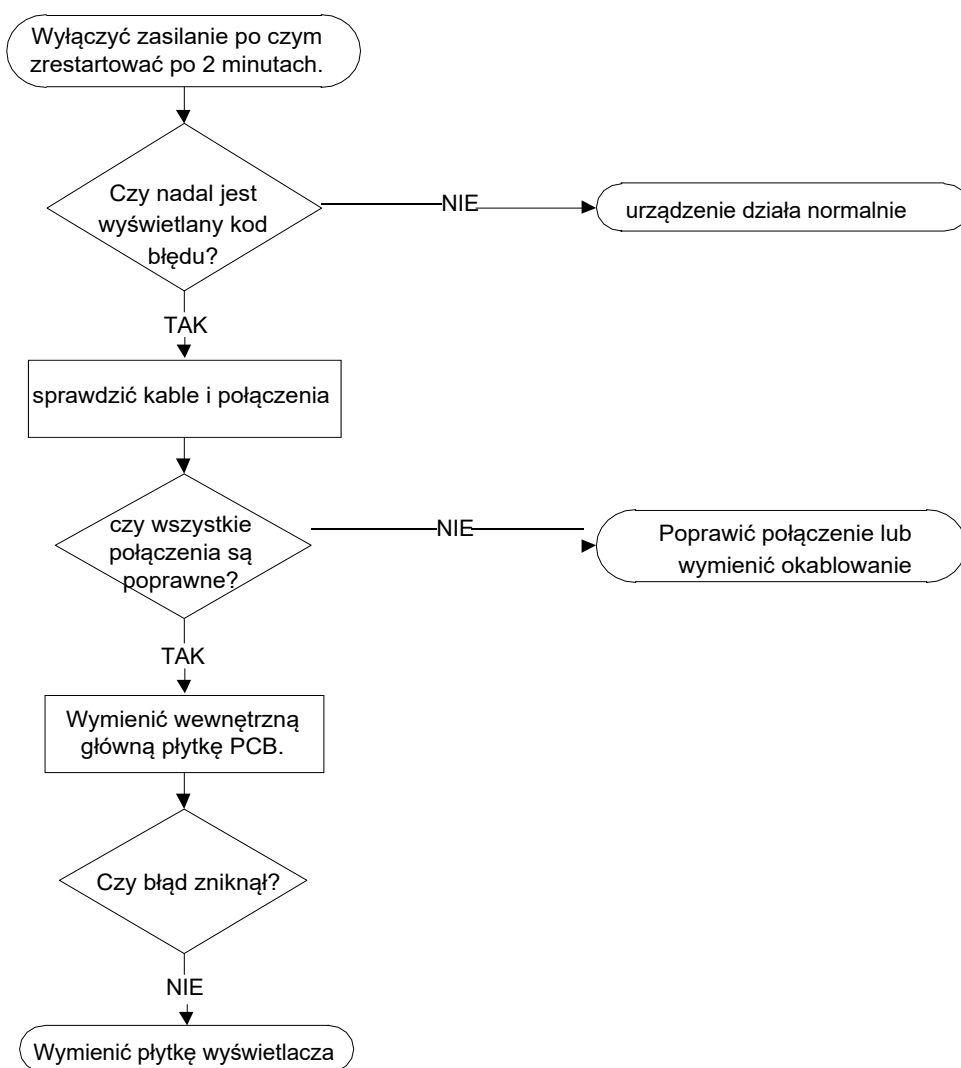 Wyłączyć zasilanie po czym
zrestartować po 2 minutach.
Czy nadal jest
wyświetlany kod
błędu?
NIE
urządzenie działa normalnie
TAK
sprawdzić kable i połączenia
czy wszystkie
połączenia są
poprawne?
NIE
Poprawić połączenie lub
wymienić okablowanie
TAK
Wymienić wewnętrzną
główną płytkę PCB.
Czy błąd zniknął?
NIE
Wymienić płytkę wyświetlacza